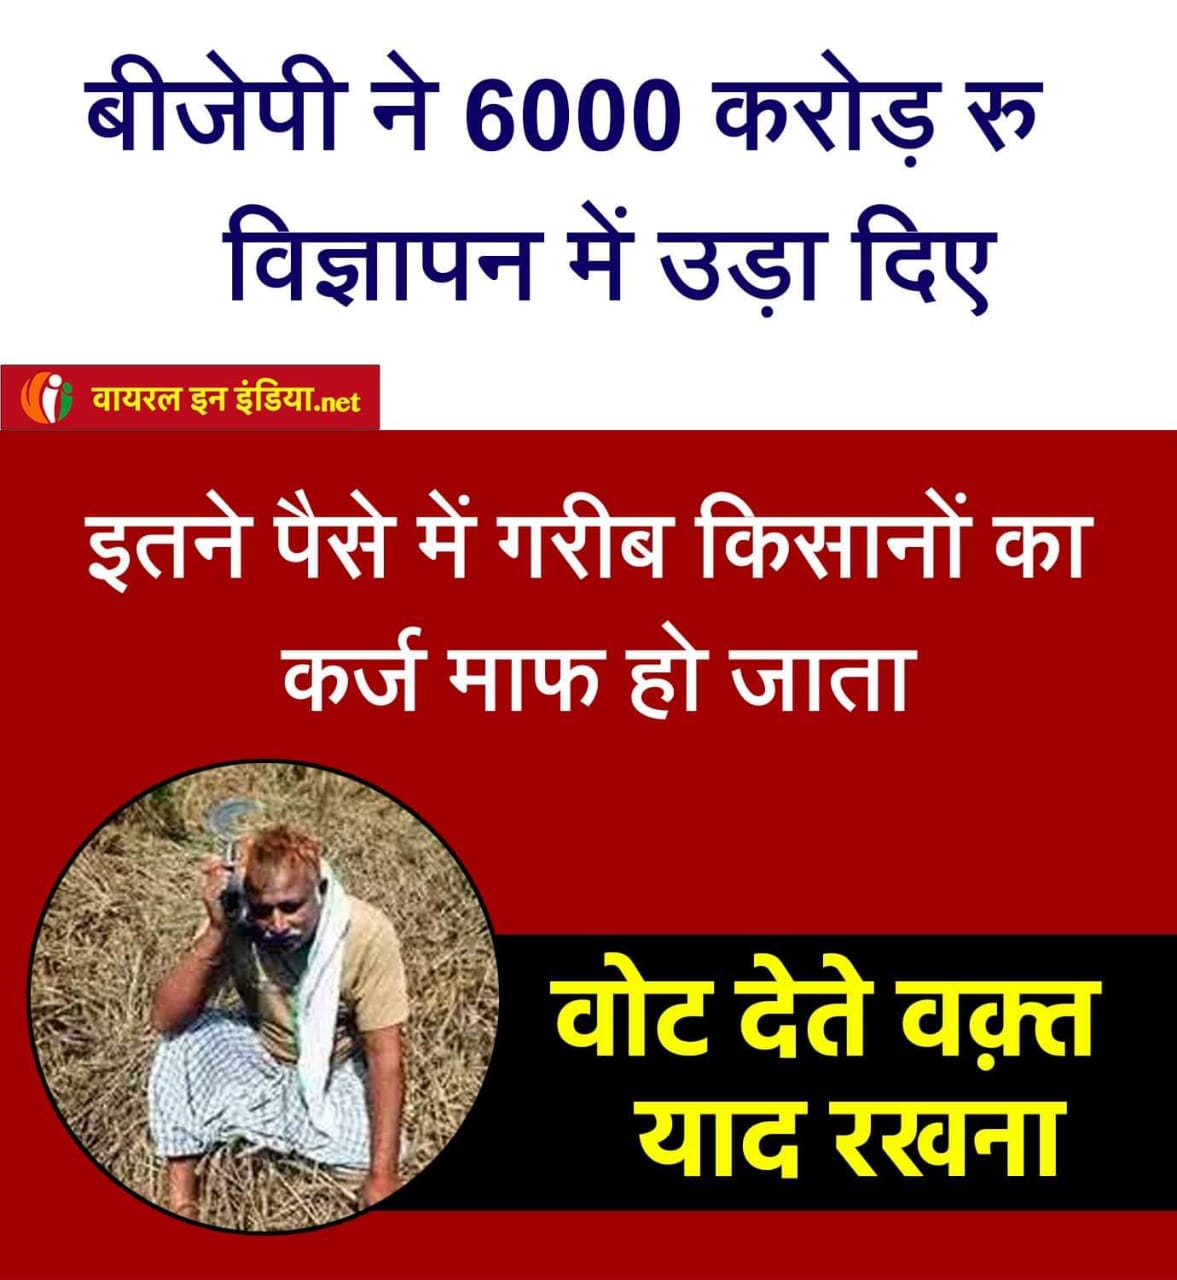 बीजेपी ने 6000 करोड़ रु
विज्ञापन में उड़ा दिए
वायरल इन इंडिया.net
इतने पैसे में गरीब किसानों का
कर्ज माफ हो जाता
वोट देते वक़्त
याद रखना